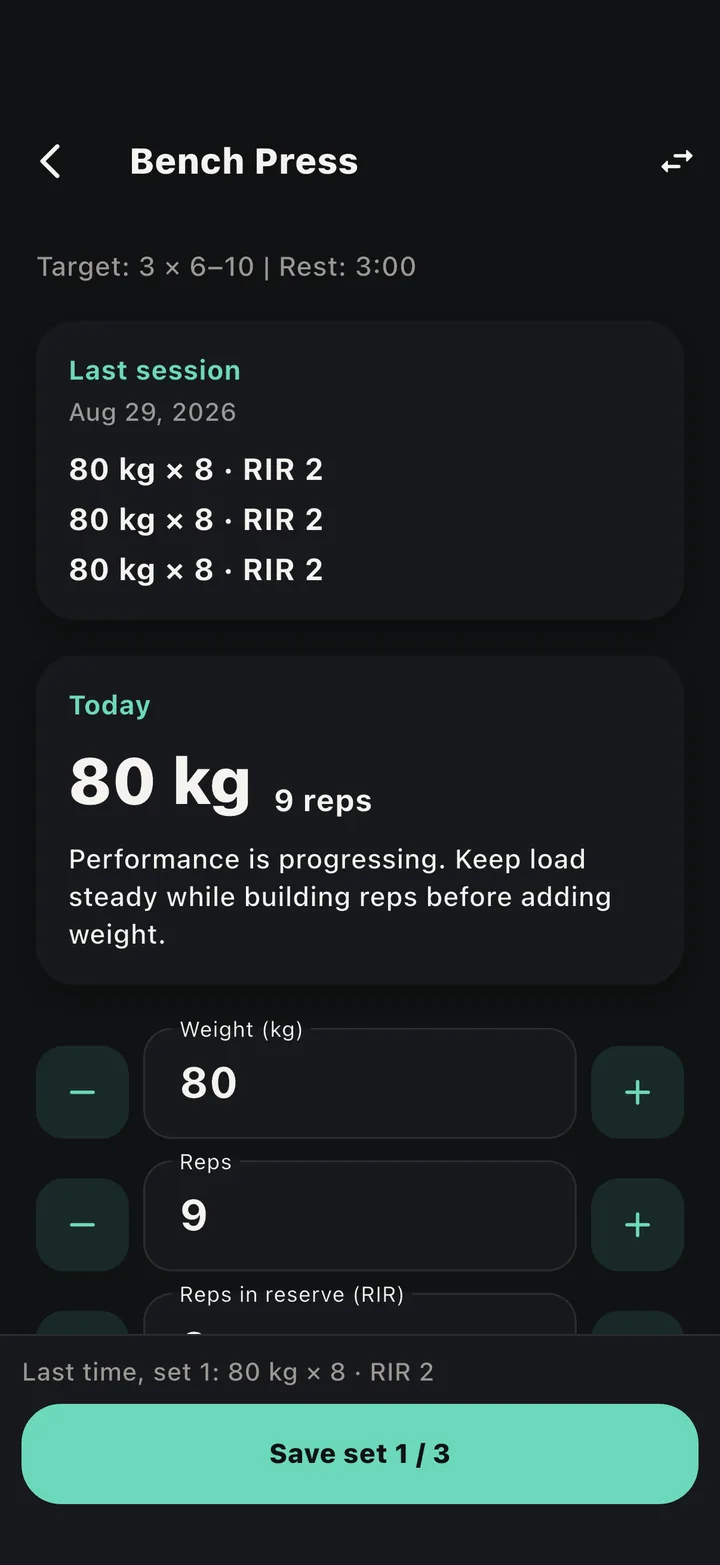 Bench Press
Target: 3 × 6–10 | Rest: 3:00
Last session
Aug 29, 2026
80 kg × 8 · RIR 2
80 kg × 8 · RIR 2
80 kg × 8 · RIR 2
Today
80 kg 9 reps
Performance is progressing. Keep load
steady while building reps before adding
weight.
Weight (kg)
80
Reps
9
Reps in reserve (RIR)
Last time, set 1: 80 kg × 8 · RIR 2
Save set 1 / 3